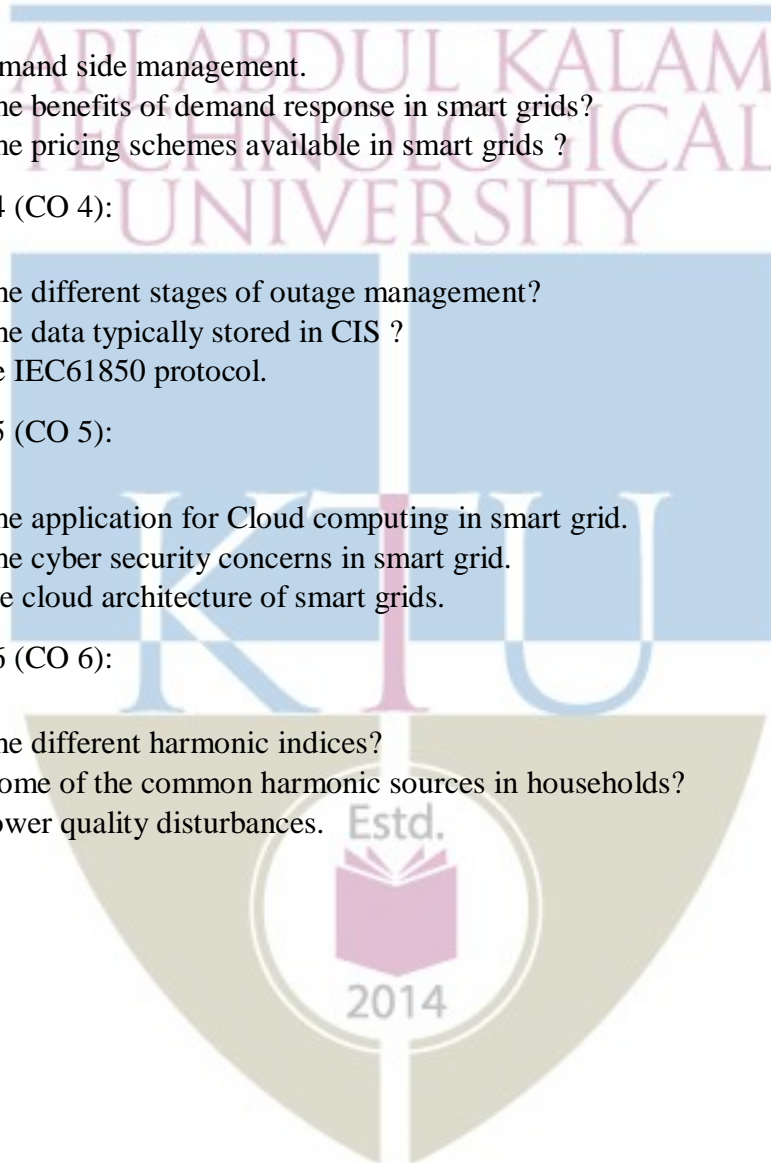 APJ ABDUL KALAM
TECHNOLOGICAL
UNIVERSITY
mand side management.
he benefits of demand response in smart grids?
he pricing schemes available in smart grids ?
4 (CO 4):
he different stages of outage management?
he data typically stored in CIS ?
e IEC61850 protocol.
5 (CO 5):
he application for Cloud computing in smart grid.
he cyber security concerns in smart grid.
e cloud architecture of smart grids.
6 (CO 6):
he different harmonic indices?
ome of the common harmonic sources in households?
ower quality disturbances.
KTU
Estd.
2014